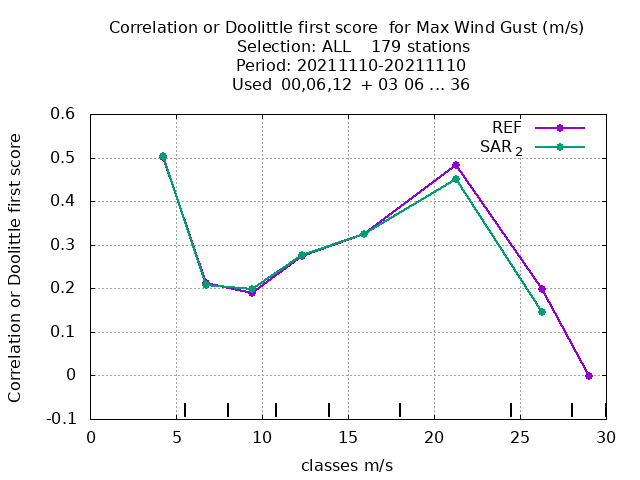 Correlation or Doolittle first score  for Max Wind Gust (m/s)
Selection: ALL    179 stations
Period: 20211110-20211110
Used  00,06,12  + 03 06 ... 36
REF
SAR 2
Correlation or Doolittle first score
0.6
0.5
0.4
0.3
0.2
0.1
0
-0.1
0 5 10 15 20 25 30
classes m/s